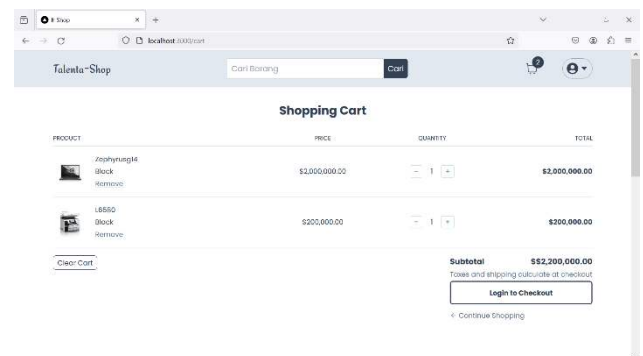 Shop
localhost:3000/cart
Talenta-Shop
Cari Barang
Cari
2
Shopping Cart
PRODUCT PRICE QUANTITY TOTAL
Zephyrusg14
Black
Remove
$2,000,000.00
- 1 +
$2,000,000.00
L6550
Black
Remove
$200,000.00
- 1 +
$200,000.00
Clear Cart
Subtotal $$2,200,000.00
Taxes and shipping calculate at checkout
Login to Checkout
← Continue Shopping